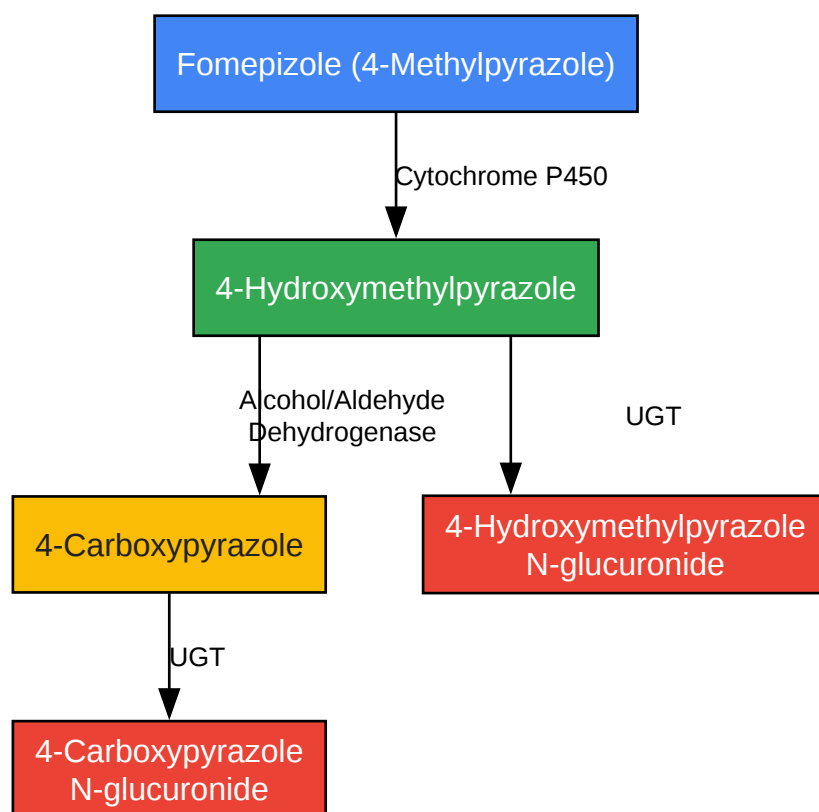 Fomepizole (4-Methylpyrazole)
Cytochrome P450
4-Hydroxymethylpyrazole
Alcohol/Aldehyde
Dehydrogenase
UGT
4-Carboxypyrazole
4-Hydroxymethylpyrazole
N-glucuronide
UGT
4-Carboxypyrazole
N-glucuronide